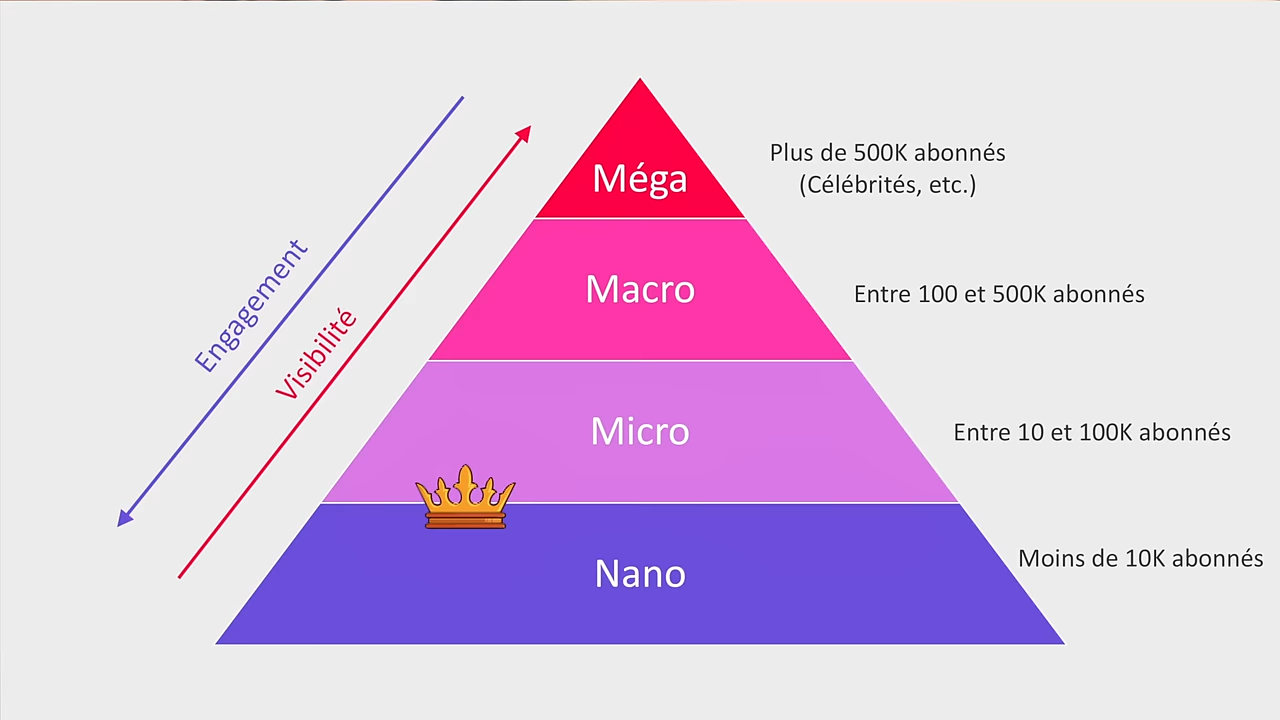 Méga
Plus de 500K abonnés
(Célébrités, etc.)
Engagement
Visibilité
Macro
Entre 100 et 500K abonnés
Micro
Entre 10 et 100K abonnés
Nano
Moins de 10K abonnés